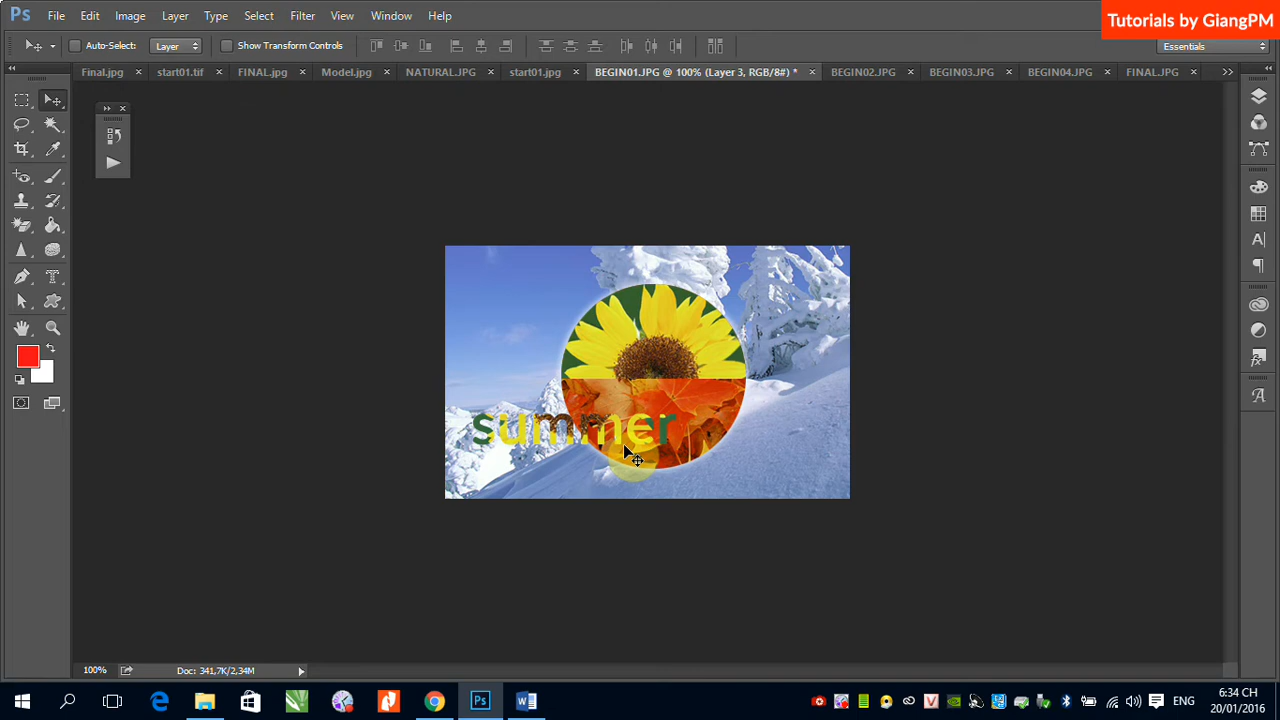 Ps File Edit Image Layer Type Select Filter View Window Help
Tutorials by GiangPM
Auto-Select: Layer Show Transform Controls
Essentials
Final.jpg × start01.tif × FINAL.jpg × Model.jpg × NATURAL.JPG × start01.jpg × BEGIN01.JPG @ 100% (Layer 3, RGB/8#) * × BEGIN02.JPG × BEGIN03.JPG × BEGIN04.JPG × FINAL.JPG ×
summer
100% Doc: 341,7K/2,34M
ENG
6:34 CH
20/01/2016